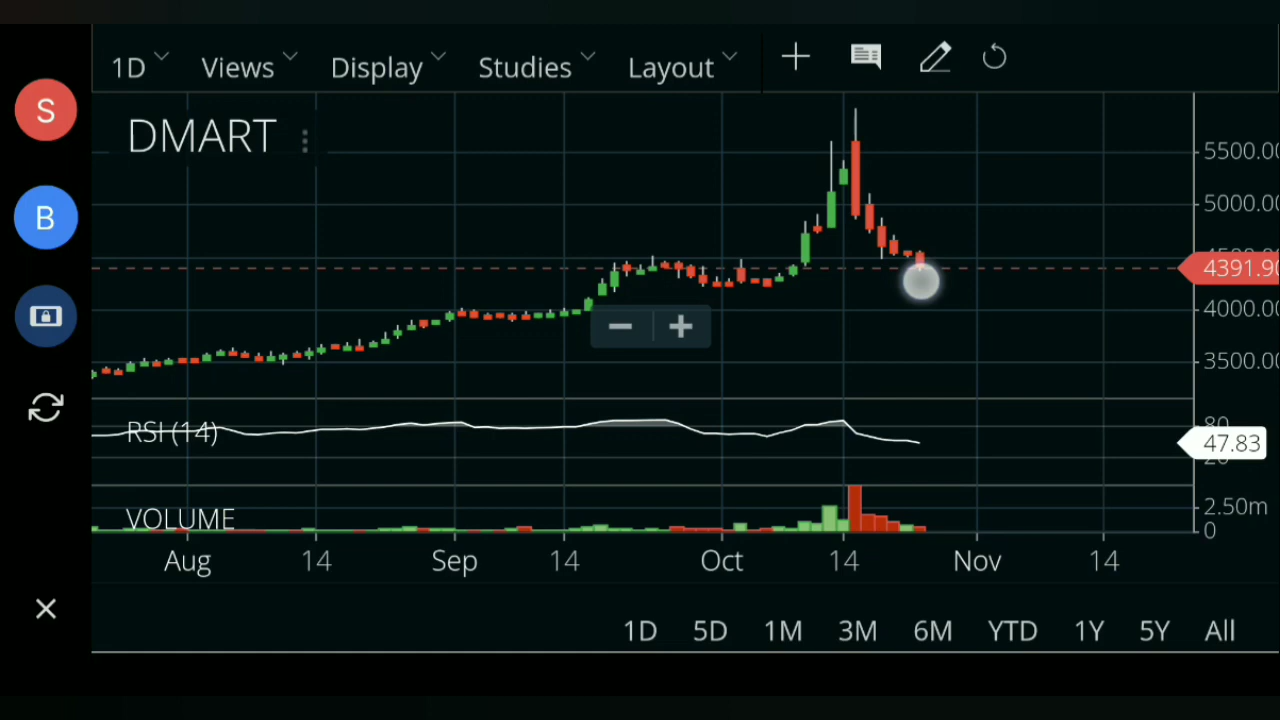 1D Views Display Studies Layout
S
DMART
5500.00
B
5000.00
4391.90
4000.00
3500.00
RSI (14)
80
47.83
VOLUME
2.50m
0
Aug 14 Sep 14 Oct 14 Nov 14
1D 5D 1M 3M 6M YTD 1Y 5Y All